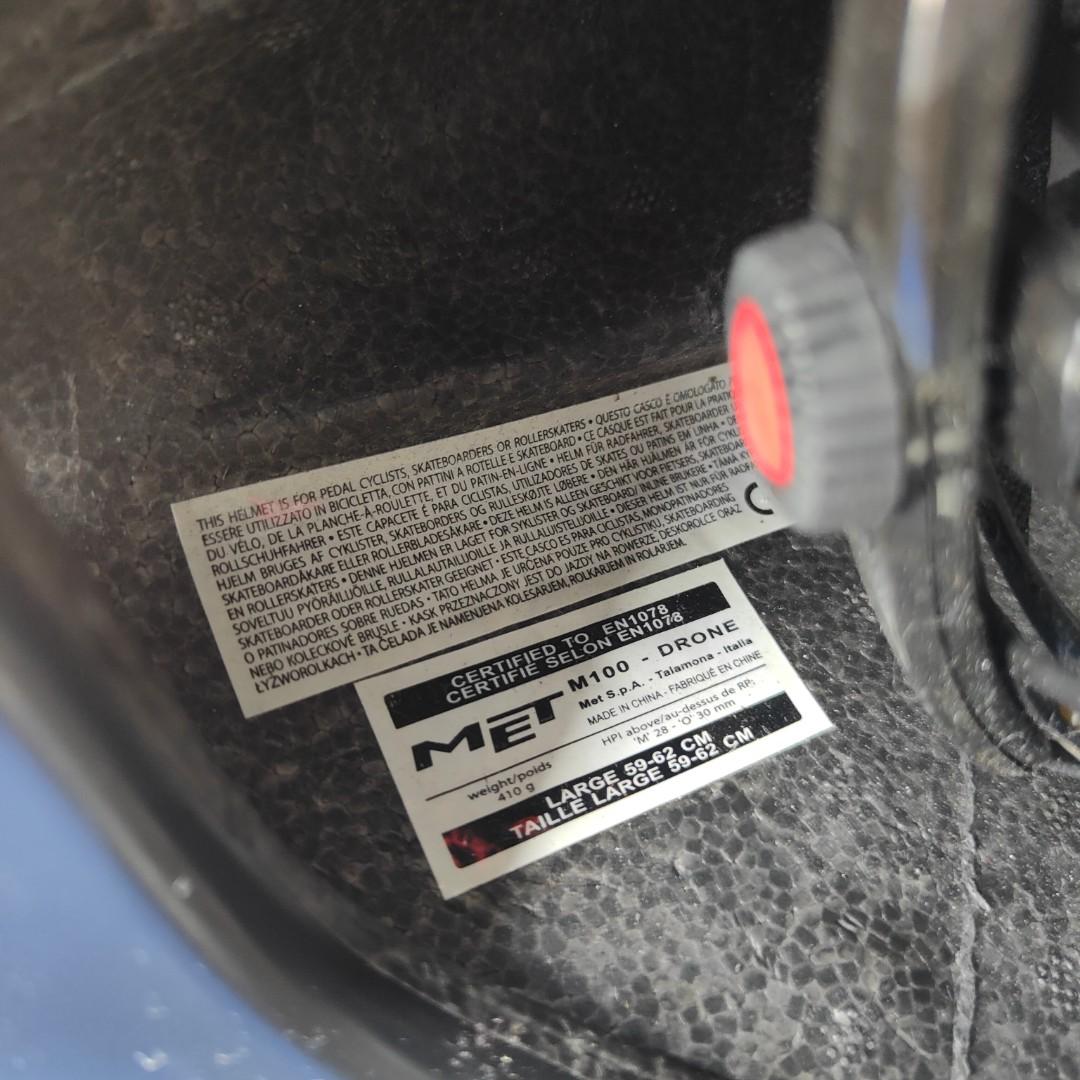 THIS HELMET IS FOR PEDAL CYCLISTS, SKATEBOARDERS OR ROLLERSKATERS • QUESTO CASCO È OMOLOGATO
ESSERE UTILIZZATO IN BICICLETTA, CON PATTINI A ROTELLE E SKATEBOARD • CE CASQUE EST FAIT POUR LA
DU VÉLO, DE LA PLANCHE-À-ROULETTE, ET DU PATIN-EN-LIGNE • HELM FÜR RADFAHRER, SKATEBOARDER
ROLLSCHUHFAHRER • ESTE CAPACETE É PARA CICLISTAS, UTILIZADORES DE SKATES OU PATINS EM LINHA •
HJELM BRUGES AF CYKLISTER, SKATEBORDERS OG RULLESKØJTE LØBERE • DEN HÄR HJÄLMEN ÄR FÖR
SKATEBOARDÅKARE ELLER ROLLERBLADESÅKARE • DEZE HELM IS ALLEEN GESCHIKT VOOR FIETSERS,
EN ROLLERSKATERS • DENNE HJELMEN ER LAGET FOR SYKLISTER OG SKATEBOARD/ INLINE BRUKERE • TÄMÄ
SOVELTUU PYÖRÄILIJÖILLE, RULLALAUTAILIJOILLE JA RULLALUISTELIJOILLE • DIESER HELM IST NUR FÜR
SKATEBOARDER ODER ROLLERSKATER GEEIGNET • ESTE CASCO ES PARA CICLISTAS, MONOPATINADORES
O PATINADORES SOBRE RUEDAS • TATO HELMA JE URČENA POUZE PRO CYKLISTIKU, SKATEBOARDING
NEBO KOLEČKOVÉ BRUSLE • KASK PRZEZNACZONY JEST DO JAZDY NA ROWERZE DESKOROLCE ORAZ
ŁYŻWOROLKACH • TA ČELADA JE NAMENJENA KOLESARJEM, ROLKARJEM IN ROLARJEM.
CERTIFIED TO EN1078
CERTIFIÉ SELON EN1078
MET
M100 - DRONE
Met S.p.A. - Talamona - Italia
MADE IN CHINA - FABRIQUÉ EN CHINE
weight/poids
410 g
HPI above/au-dessus de RP:
'M' 28 - 'O' 30 mm
LARGE 59-62 CM
TAILLE LARGE 59-62 CM